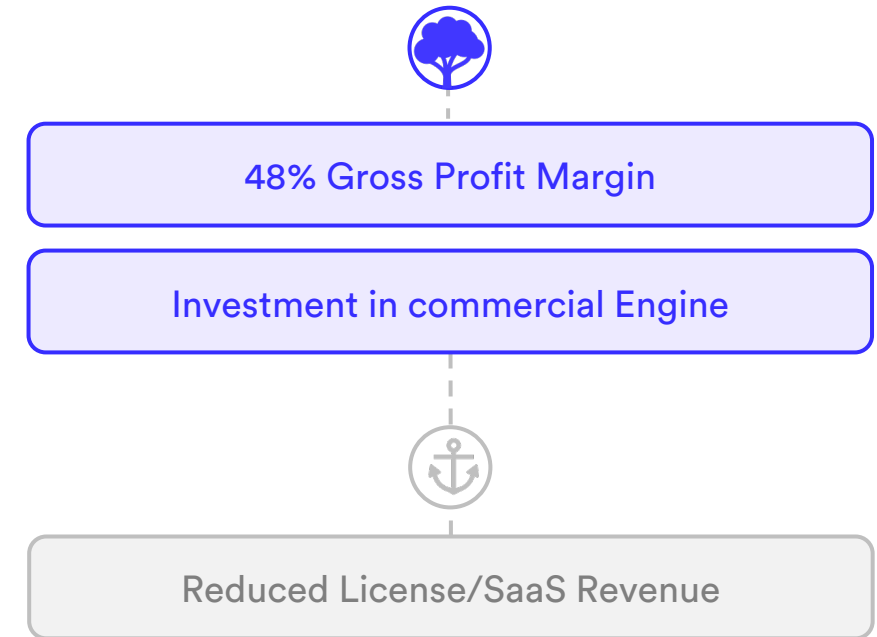 48% Gross Profit Margin
Investment in commercial Engine
Reduced License/SaaS Revenue